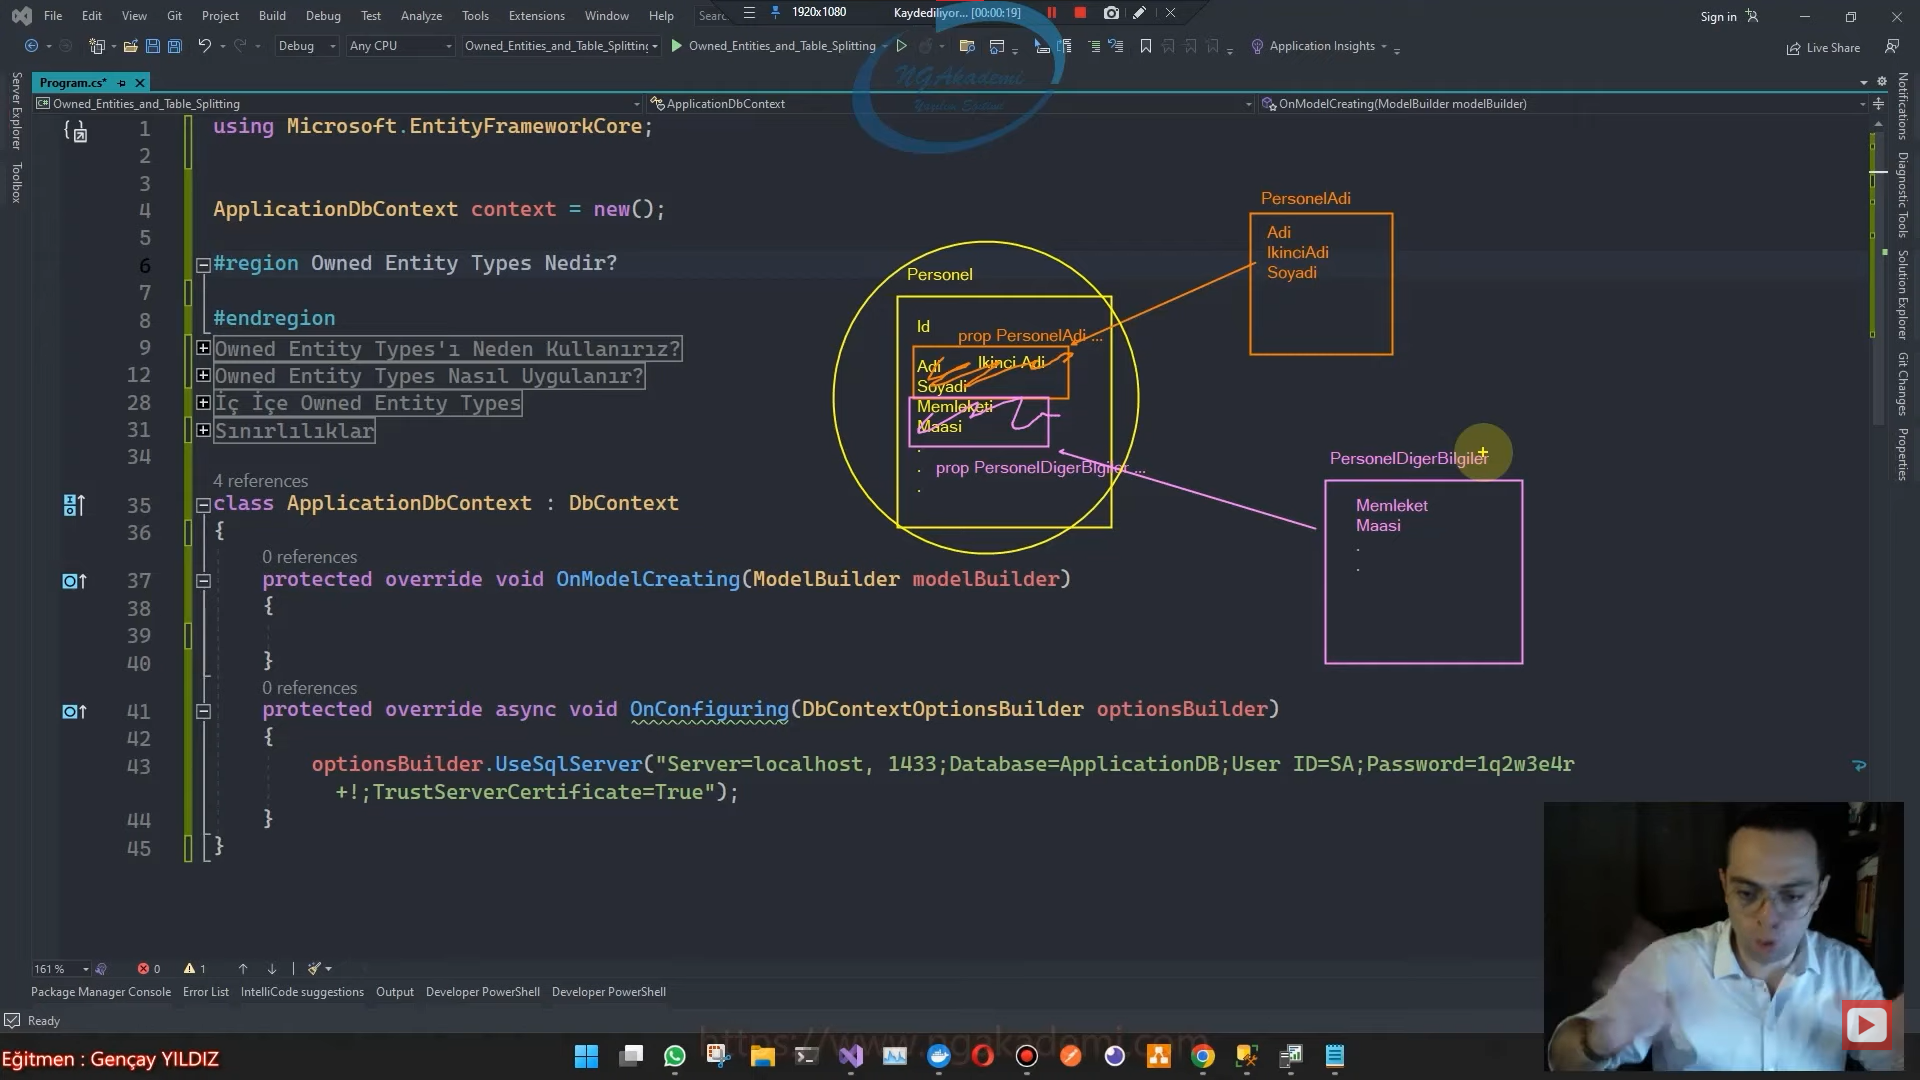 File Edit View Git Project Build Debug Test Analyze Tools Extensions Window Help Searc
1920x1080 Kaydediliyor... [00:00:19]
Sign in
Debug Any CPU Owned_Entities_and_Table_Splitting Owned_Entities_and_Table_Splitting Application Insights Live Share
NGAkademi
Yazılım Eğitimi
Program.cs*
Owned_Entities_and_Table_Splitting ApplicationDbContext OnModelCreating(ModelBuilder modelBuilder)
Server Explorer
Toolbox
Notifications
Diagnostic Tools
Solution Explorer
Git Changes
Properties
1 using Microsoft.EntityFrameworkCore;
2
3
4 ApplicationDbContext context = new();
5
6 #region Owned Entity Types Nedir?
7
8 #endregion
9 Owned Entity Types'ı Neden Kullanırız?
12 Owned Entity Types Nasıl Uygulanır?
28 İç İçe Owned Entity Types
31 Sınırlılıklar
34
4 references
35 class ApplicationDbContext : DbContext
36 {
0 references
37 protected override void OnModelCreating(ModelBuilder modelBuilder)
38 {
39
40 }
0 references
41 protected override async void OnConfiguring(DbContextOptionsBuilder optionsBuilder)
42 {
43 optionsBuilder.UseSqlServer("Server=localhost, 1433;Database=ApplicationDB;User ID=SA;Password=1q2w3e4r
+!;TrustServerCertificate=True");
44 }
45 }
Personel
Id
prop PersonelAdi ...
Adi Ikinci Adi
Soyadi
Memleketi
Maasi
.
. prop PersonelDigerBlgiler ...
.
PersonelAdi
Adi
IkinciAdi
Soyadi
PersonelDigerBilgiler
Memleket
Maasi
.
.
161 % 0 1
Package Manager Console Error List IntelliCode suggestions Output Developer PowerShell Developer PowerShell
Ready
https://www.ngakademi.com
Eğitmen : Gençay YILDIZ